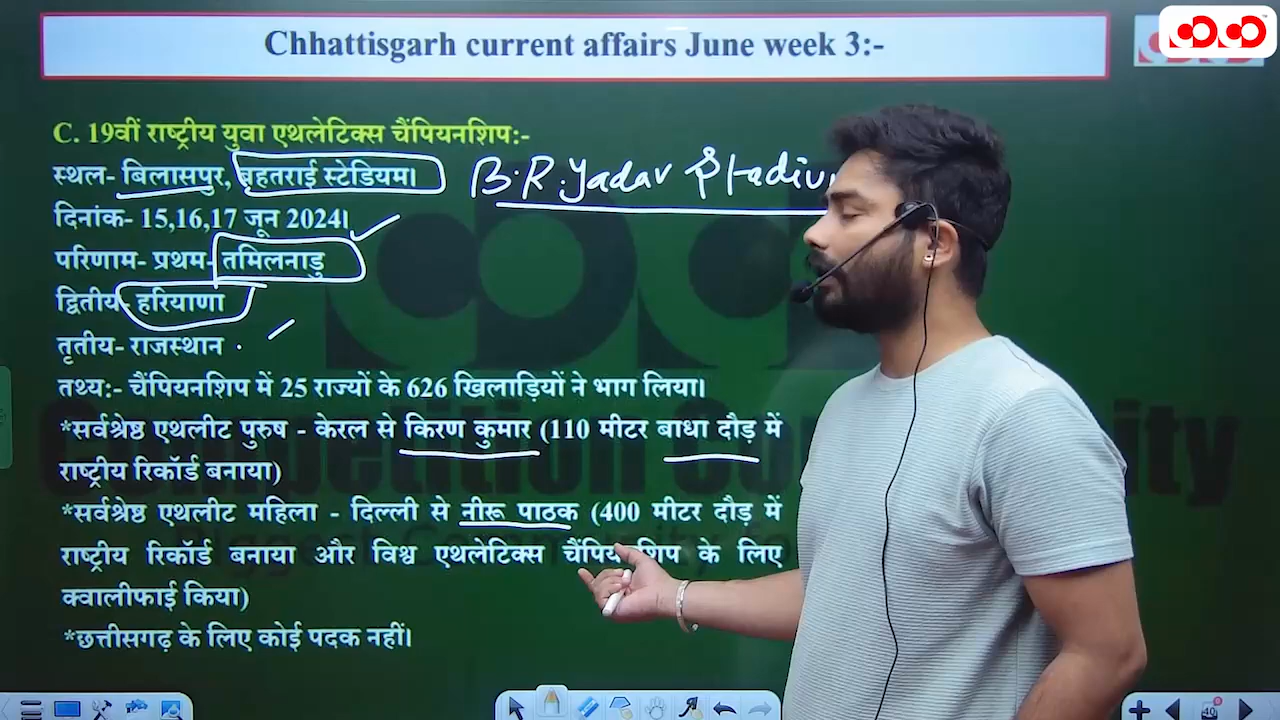 Chhattisgarh current affairs June week 3:-
C. 19वीं राष्ट्रीय युवा एथलेटिक्स चैंपियनशिप:-
स्थल- बिलासपुर, बहतराई स्टेडियम। B.R.Yadav
दिनांक- 15,16,17 जून 2024।
परिणाम- प्रथम- तमिलनाडु
द्वितीय- हरियाणा
तृतीय- राजस्थान
तथ्य:- चैंपियनशिप में 25 राज्यों के 626 खिलाड़ियों ने भाग लिया।
*सर्वश्रेष्ठ एथलीट पुरुष - केरल से किरण कुमार (110 मीटर बाधा दौड़ में
राष्ट्रीय रिकॉर्ड बनाया)
*सर्वश्रेष्ठ एथलीट महिला - दिल्ली से नीरू पाठक (400 मीटर दौड़ में
राष्ट्रीय रिकॉर्ड बनाया और विश्व एथलेटिक्स चैंपियनशिप के लिए
क्वालीफाई किया)
*छत्तीसगढ़ के लिए कोई पदक नहीं।